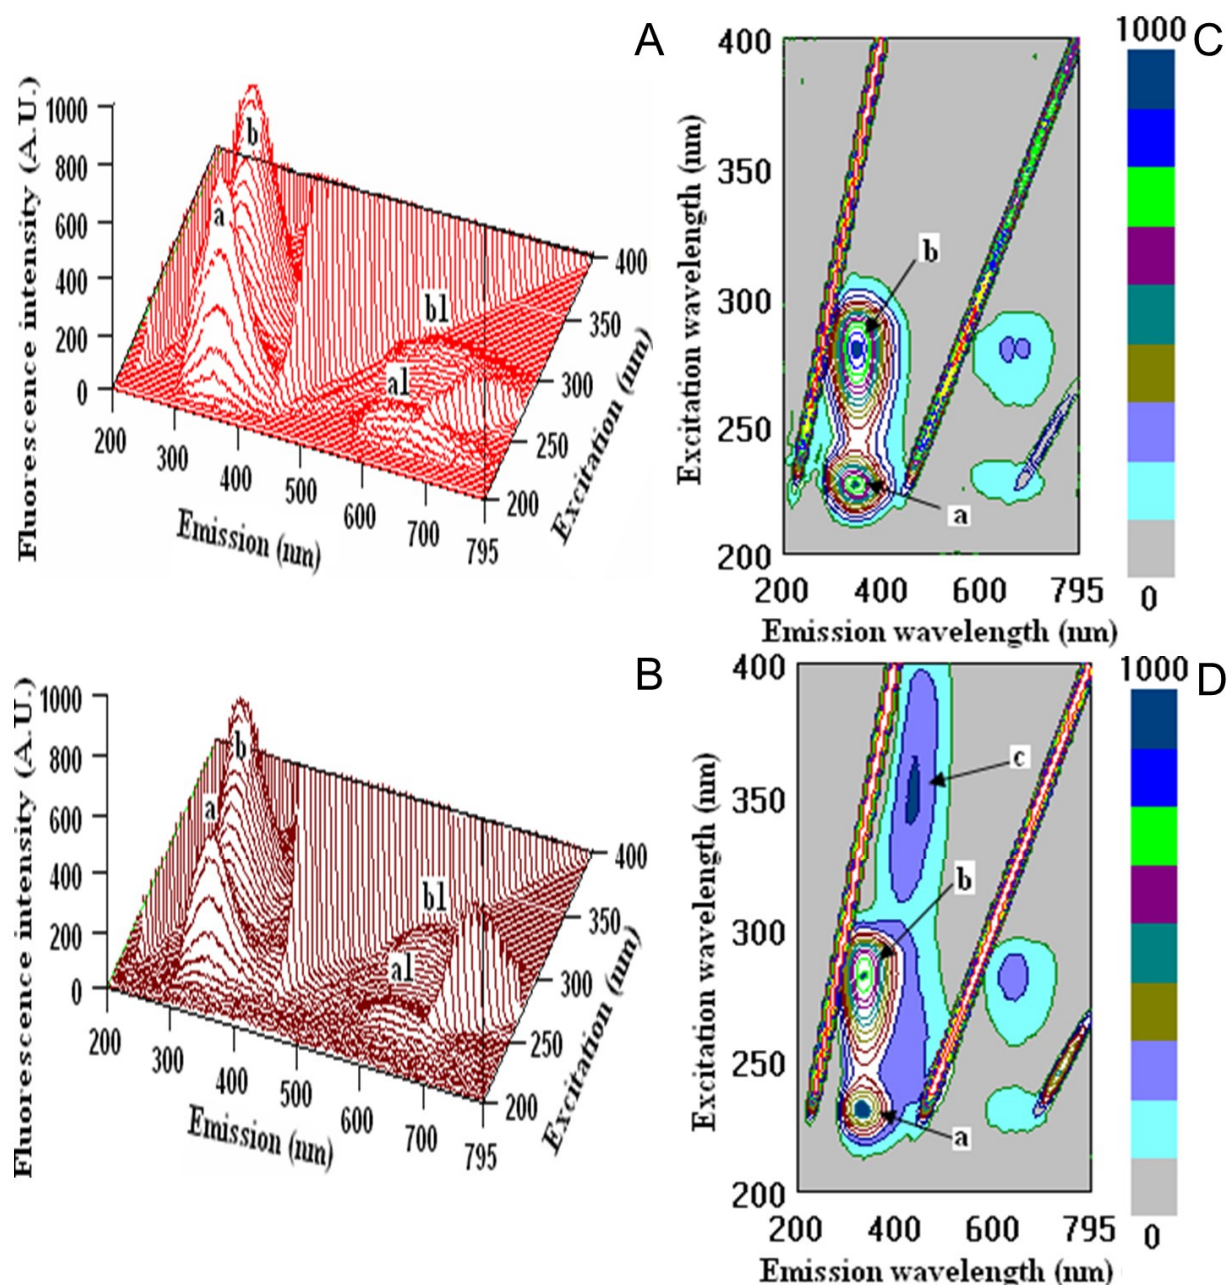 A
Fluorescence intensity (A.U.)
1000
800
600
400
200
0
b
a
b1
a1
200
300
400
500
600
700
795
Emission (nm)
400
350
300
250
200
Excitation (nm)
C
Excitation wavelength (nm)
400
350
300
250
200
b
a
200
400
600
795
Emission wavelength (nm)
1000
0
B
Fluorescence intensity (A.U.)
1000
800
600
400
200
0
b
a
b1
a1
200
300
400
500
600
700
795
Emission (nm)
400
350
300
250
200
Excitation (nm)
D
Excitation wavelength (nm)
400
350
300
250
200
c
b
a
200
400
600
795
Emission wavelength (nm)
1000
0